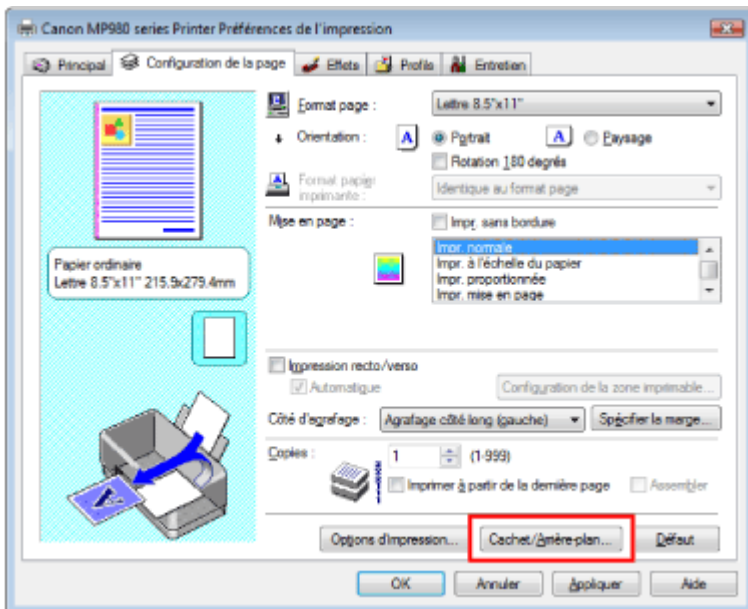 Canon MP980 series Printer Préférences de l'impression
Principal Configuration de la page Effets Profils Entretien
Format page : Lettre 8.5"x11"
Orientation : A Portrait A Paysage
Rotation 180 degrés
Format papier imprimante : Identique au format page
Mise en page : Impr. sans bordure
Impr. normale
Impr. à l'échelle du papier
Impr. proportionnée
Impr. mise en page
Papier ordinaire
Lettre 8.5"x11" 215.9x279.4mm
Impression recto/verso
Automatique Configuration de la zone imprimable...
Côté d'agrafage : Agrafage côté long (gauche) Spécifier la marge...
Copies : 1 (1-999)
Imprimer à partir de la dernière page Assembler
Options d'impression... Cachet/Arrière-plan... Défaut
OK Annuler Appliquer Aide